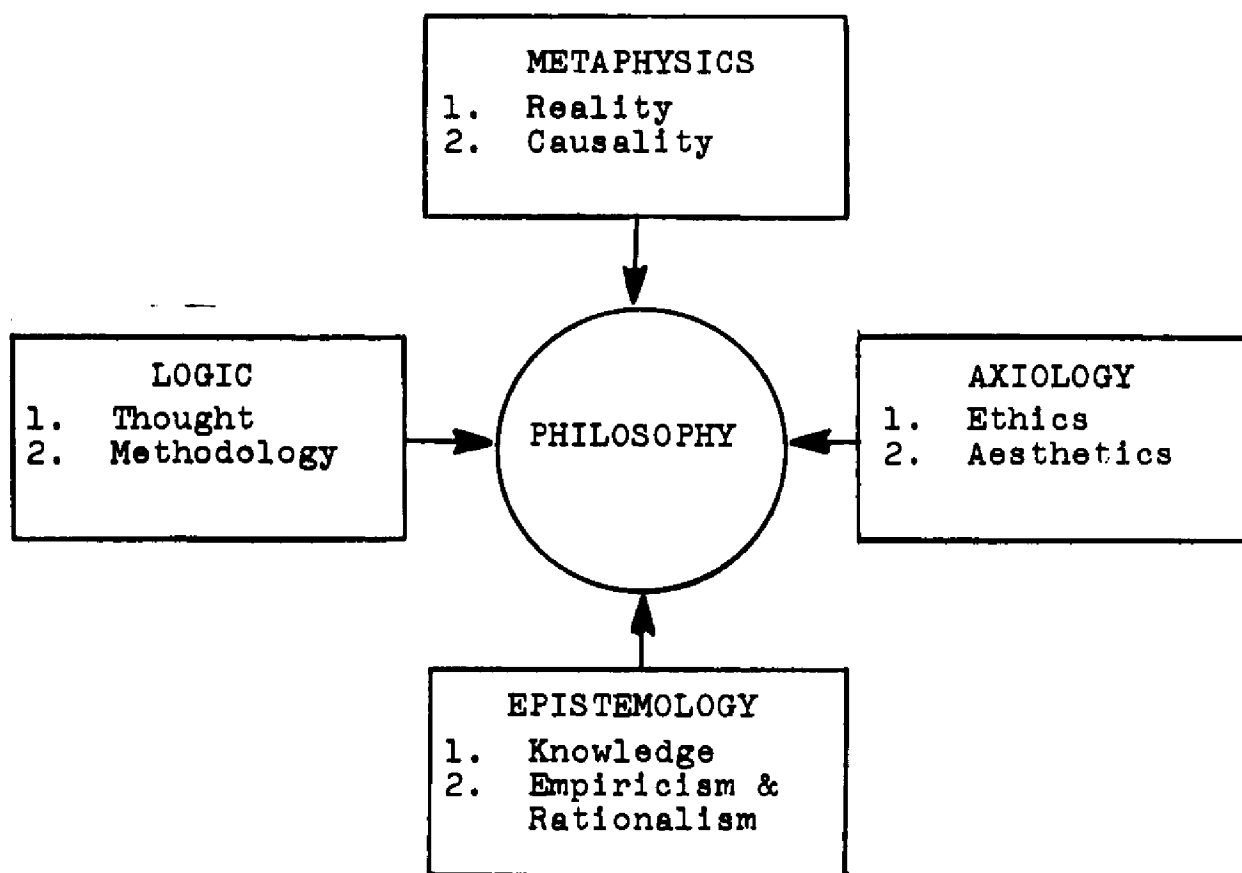 METAPHYSICS
1. Reality
2. Causality
LOGIC
1. Thought
2. Methodology
PHILOSOPHY
AXIOLOGY
1. Ethics
2. Aesthetics
EPISTEMOLOGY
1. Knowledge
2. Empiricism &
Rationalism